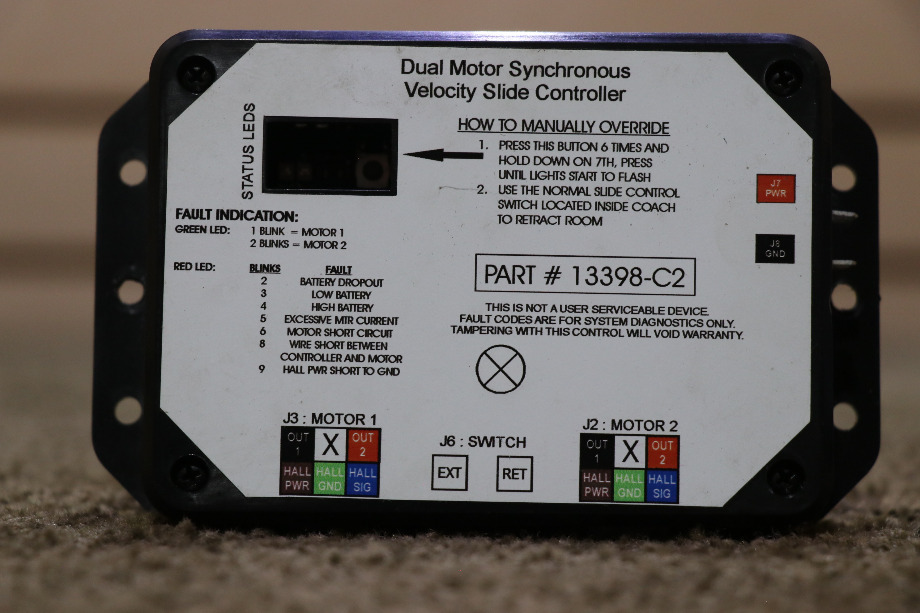 Dual Motor Synchronous
Velocity Slide Controller
STATUS LEDS
HOW TO MANUALLY OVERRIDE
1. PRESS THIS BUTTON 6 TIMES AND
HOLD DOWN ON 7TH, PRESS
UNTIL LIGHTS START TO FLASH
2. USE THE NORMAL SLIDE CONTROL
SWITCH LOCATED INSIDE COACH
TO RETRACT ROOM
J7
PWR
J8
GND
FAULT INDICATION:
GREEN LED: 1 BLINK = MOTOR 1
2 BLINKS = MOTOR 2
RED LED: BLINKS FAULT
2 BATTERY DROPOUT
3 LOW BATTERY
4 HIGH BATTERY
5 EXCESSIVE MTR CURRENT
6 MOTOR SHORT CIRCUIT
8 WIRE SHORT BETWEEN
CONTROLLER AND MOTOR
9 HALL PWR SHORT TO GND
PART # 13398-C2
THIS IS NOT A USER SERVICEABLE DEVICE.
FAULT CODES ARE FOR SYSTEM DIAGNOSTICS ONLY.
TAMPERING WITH THIS CONTROL WILL VOID WARRANTY.
J3 : MOTOR 1
OUT 1 X OUT 2
HALL PWR HALL GND HALL SIG
J6 : SWITCH
EXT RET
J2 : MOTOR 2
OUT 1 X OUT 2
HALL PWR HALL GND HALL SIG